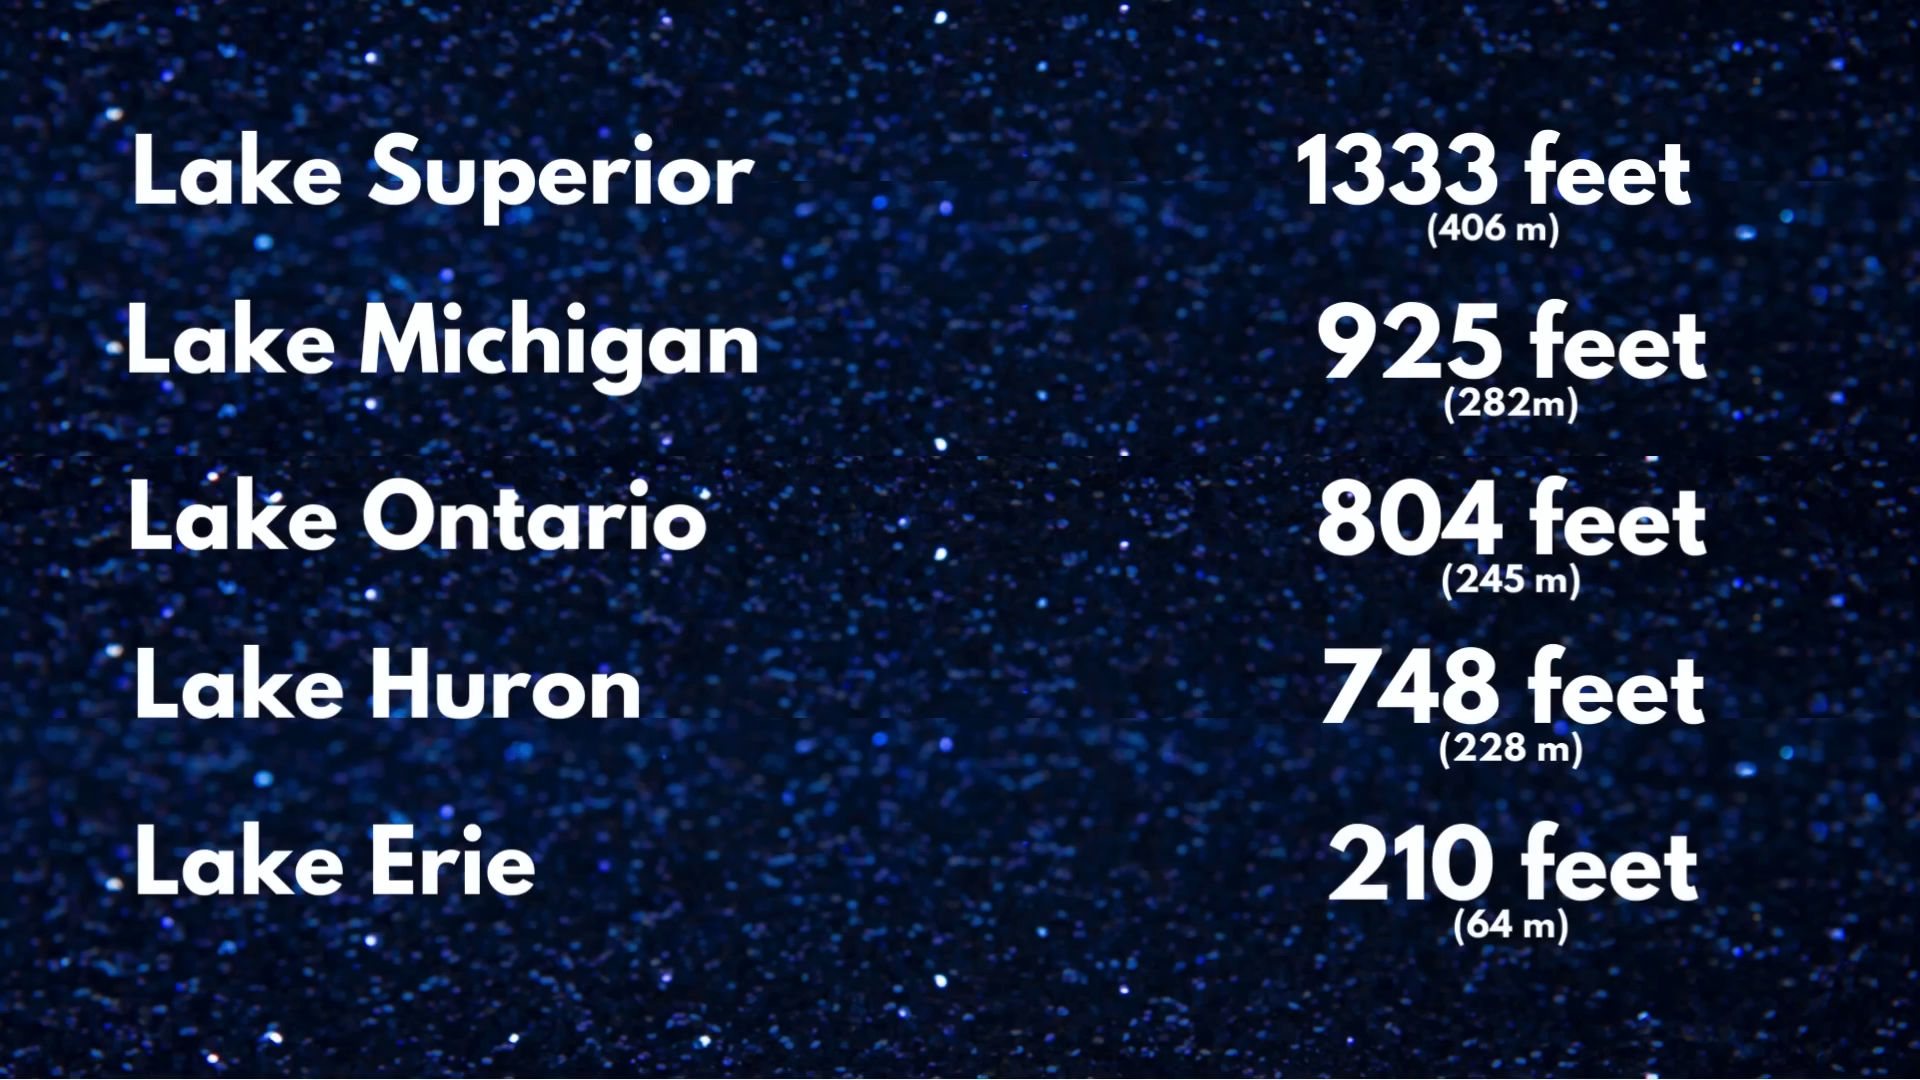 Lake Superior 1333 feet
(406 m)
Lake Michigan 925 feet
(282m)
Lake Ontario 804 feet
(245 m)
Lake Huron 748 feet
(228 m)
Lake Erie 210 feet
(64 m)